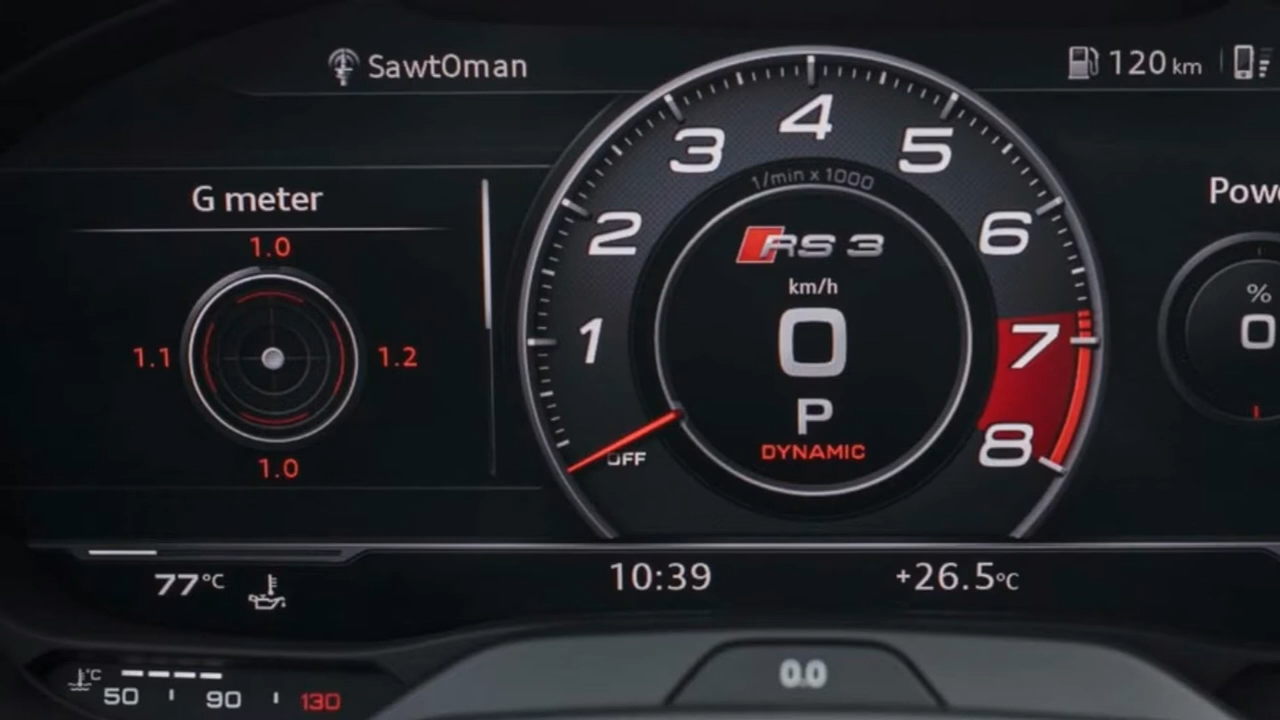 SawtOman
120 km
G meter
1.0
1.1
1.2
1.0
1
2
3
4
5
6
7
8
1/min x 1000
RS 3
km/h
0
P
DYNAMIC
OFF
%
0
77°C
10:39
+26.5°C
°C
50
90
130
0.0